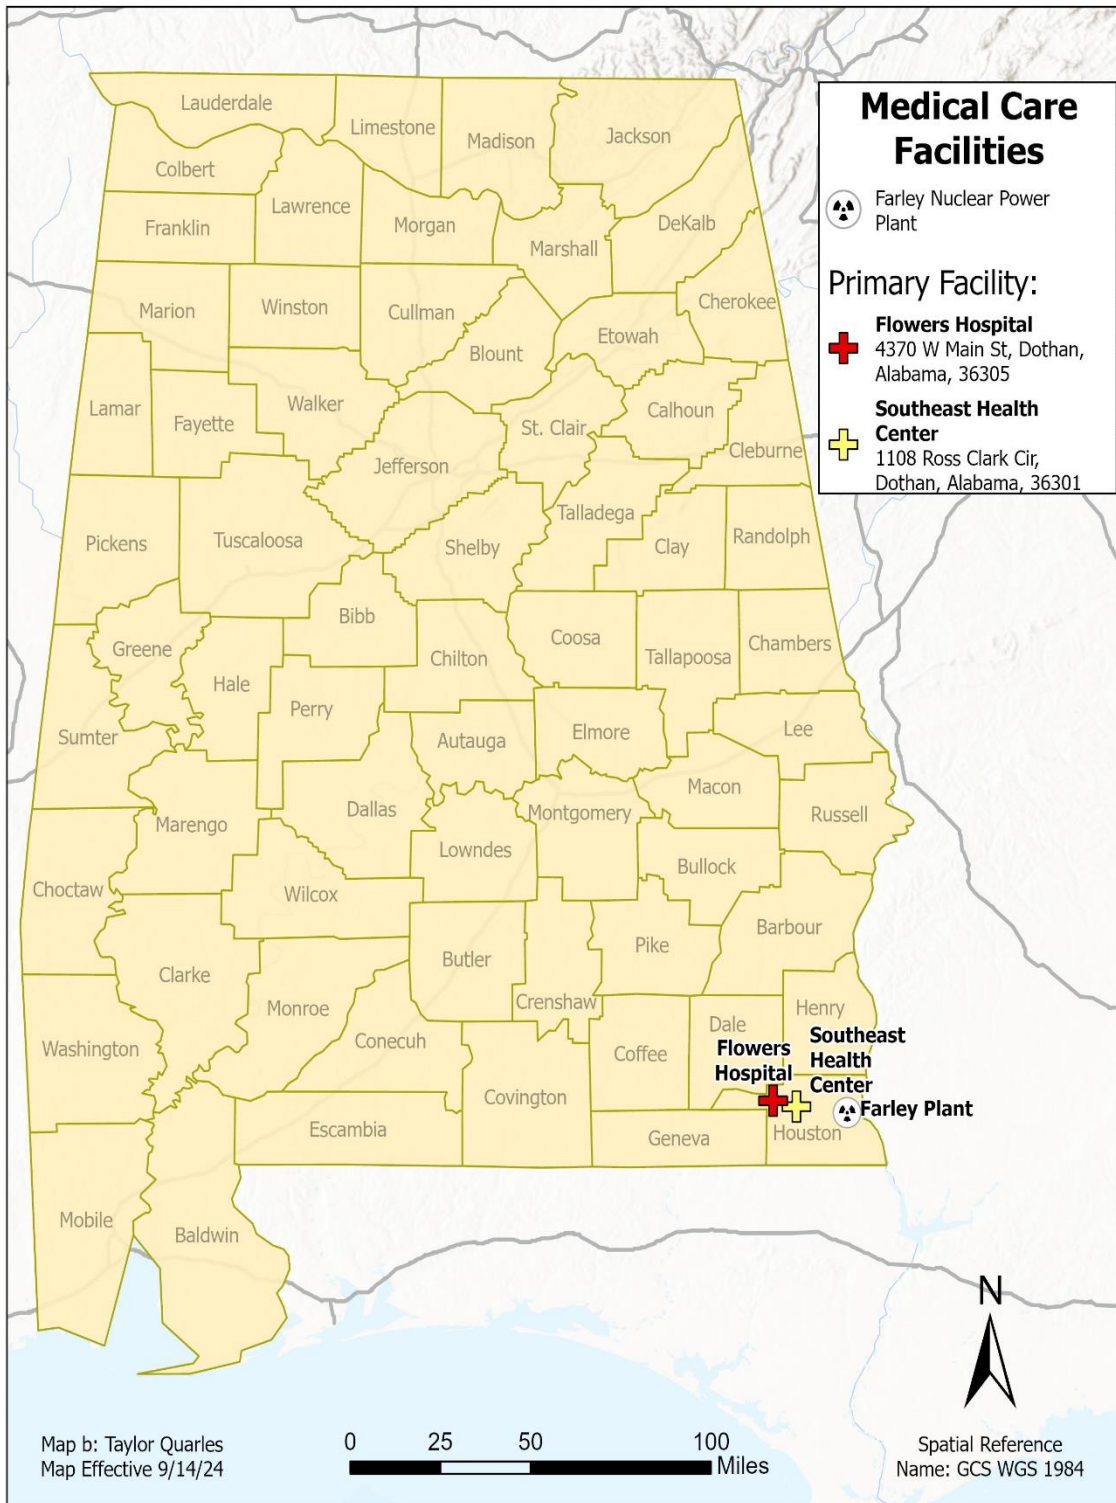 Medical Care
Facilities
Farley Nuclear Power
Plant
Primary Facility:
Flowers Hospital
4370 W Main St, Dothan,
Alabama, 36305
Southeast Health
Center
1108 Ross Clark Cir,
Dothan, Alabama, 36301
Lauderdale
Limestone
Madison
Jackson
Colbert
Lawrence
Franklin
Morgan
DeKalb
Marshall
Marion
Winston
Cullman
Cherokee
Etowah
Blount
Lamar
Fayette
Walker
St. Clair
Calhoun
Cleburne
Jefferson
Talladega
Pickens
Tuscaloosa
Shelby
Clay
Randolph
Bibb
Greene
Coosa
Chilton
Tallapoosa
Chambers
Hale
Perry
Sumter
Autauga
Elmore
Lee
Macon
Dallas
Montgomery
Russell
Marengo
Lowndes
Bullock
Choctaw
Wilcox
Barbour
Pike
Butler
Clarke
Monroe
Crenshaw
Henry
Washington
Conecuh
Coffee
Dale
Flowers
Hospital
Southeast
Health
Center
Farley Plant
Covington
Escambia
Geneva
Houston
Mobile
Baldwin
N
Map b: Taylor Quarles
Map Effective 9/14/24
0 25 50 100
Miles
Spatial Reference
Name: GCS WGS 1984